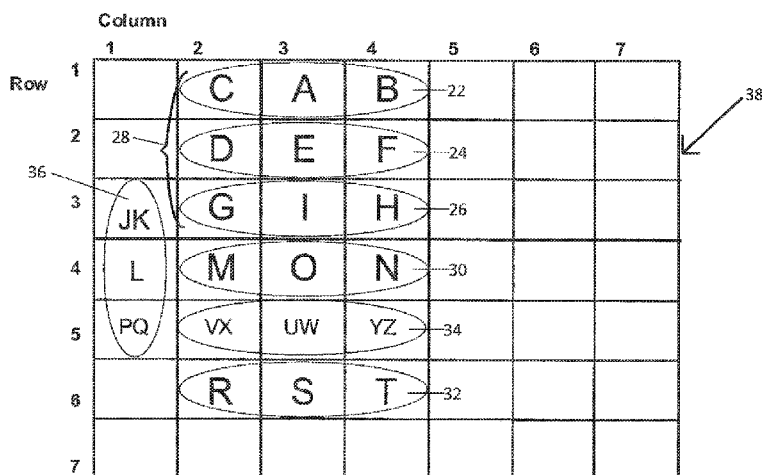 Column
1 2 3 4 5 6 7
Row 1 C A B 22
38
2 28 D E F 24
36
3 JK G I H 26
4 L M O N 30
5 PQ VX UW YZ 34
6 R S T 32
7